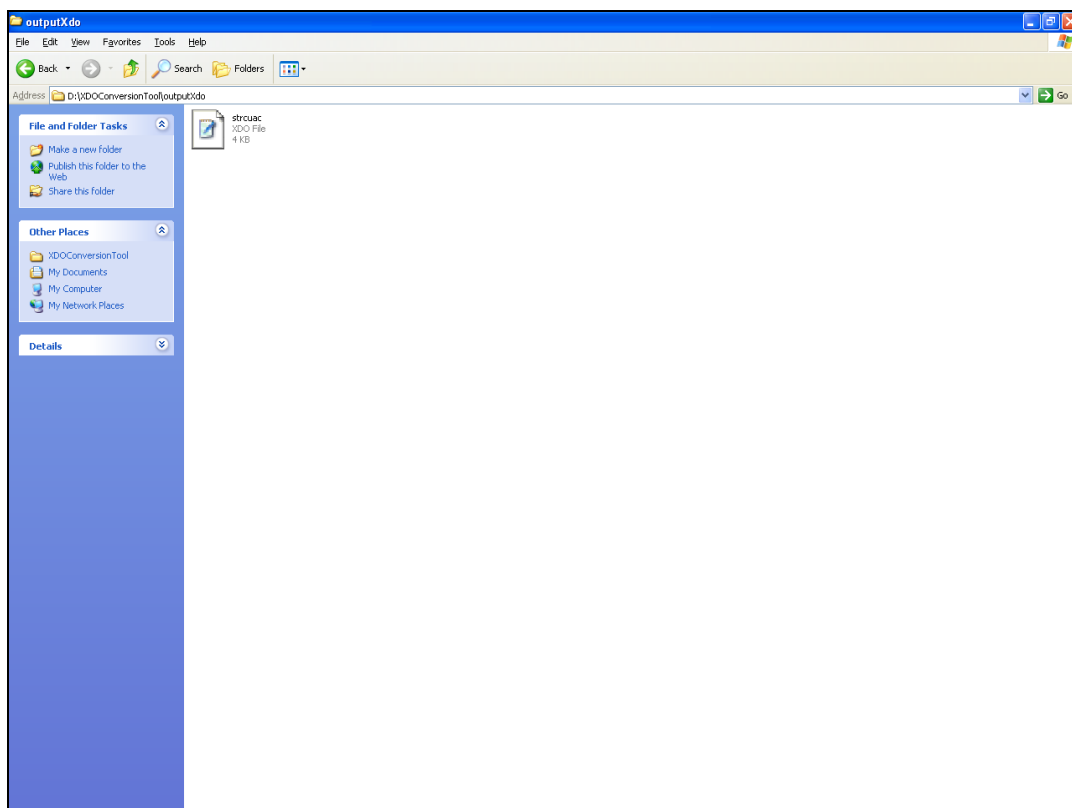 outputXdo
File Edit View Favorites Tools Help
Back Search Folders
Address D:\XDOConversionTool\outputXdo Go
File and Folder Tasks
Make a new folder
Publish this folder to the
Web
Share this folder
Other Places
XDOConversionTool
My Documents
My Computer
My Network Places
Details
strcuac
XDO File
4 KB